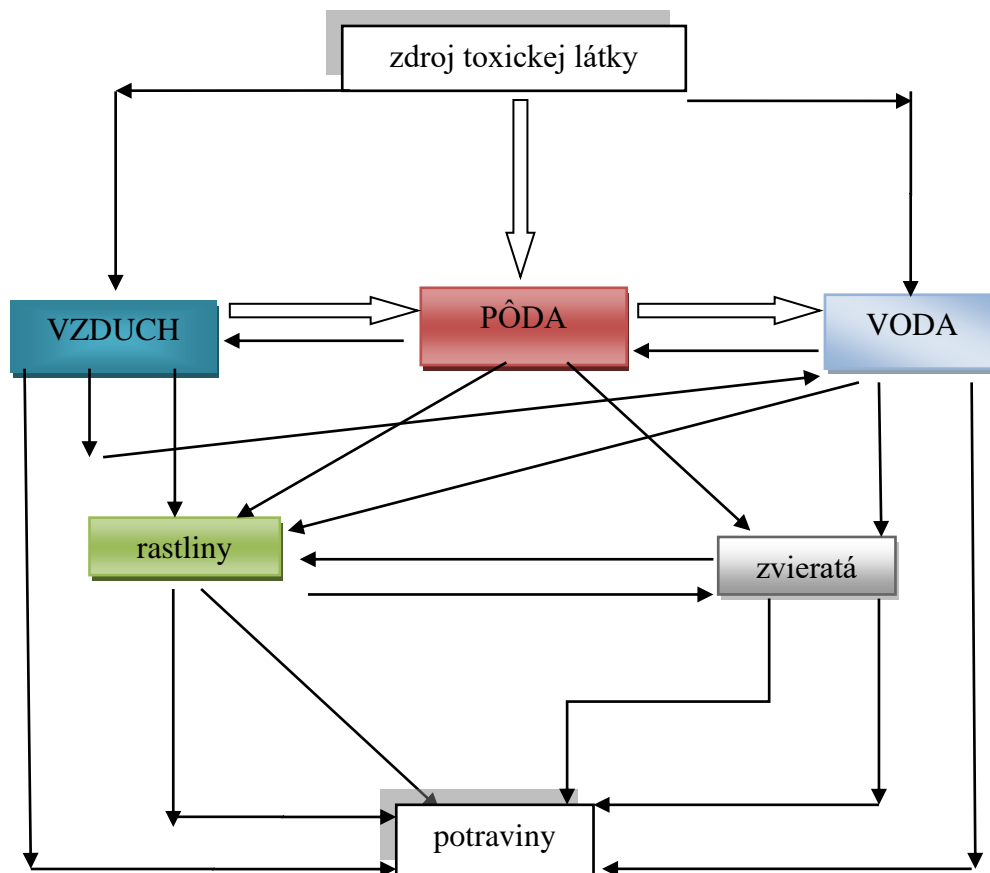 zdroj toxickej látky
VZDUCH
PÔDA
VODA
rastliny
zvieratá
potraviny